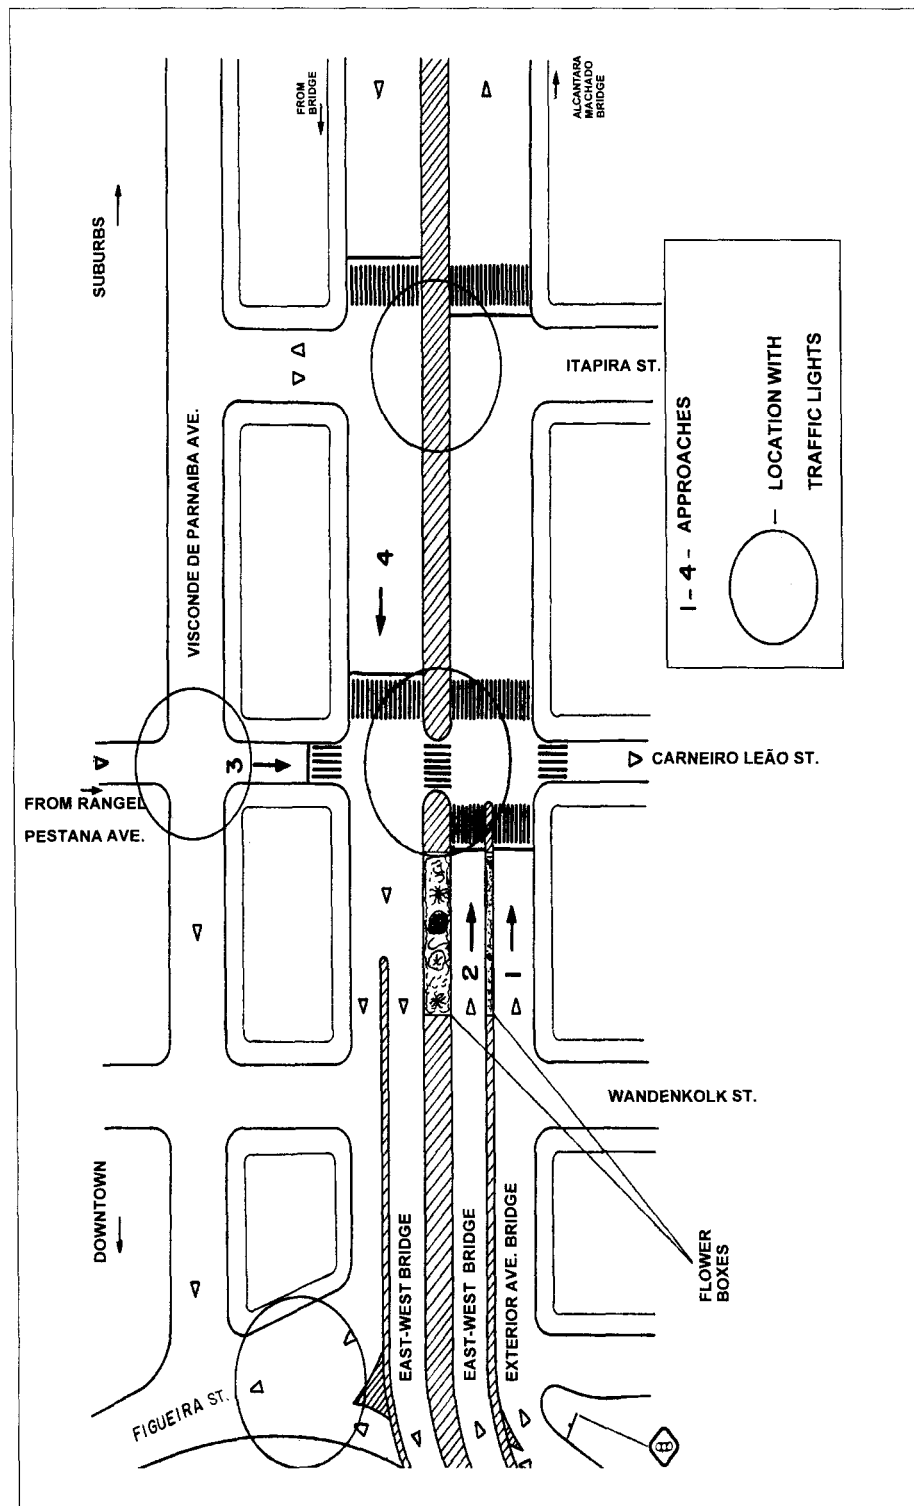 FROM
BRIDGE
ALCANTARA
MACHADO
BRIDGE
SUBURBS
ITAPIRA ST.
VISCONDE DE PARNAIBA AVE.
4
1-4- APPROACHES
LOCATION WITH
TRAFFIC LIGHTS
3
CARNEIRO LEÃO ST.
FROM RANGEL
PESTANA AVE.
2
1
WANDENKOLK ST.
DOWNTOWN
EAST-WEST BRIDGE
EAST-WEST BRIDGE
EXTERIOR AVE. BRIDGE
FLOWER
BOXES
FIGUEIRA ST.